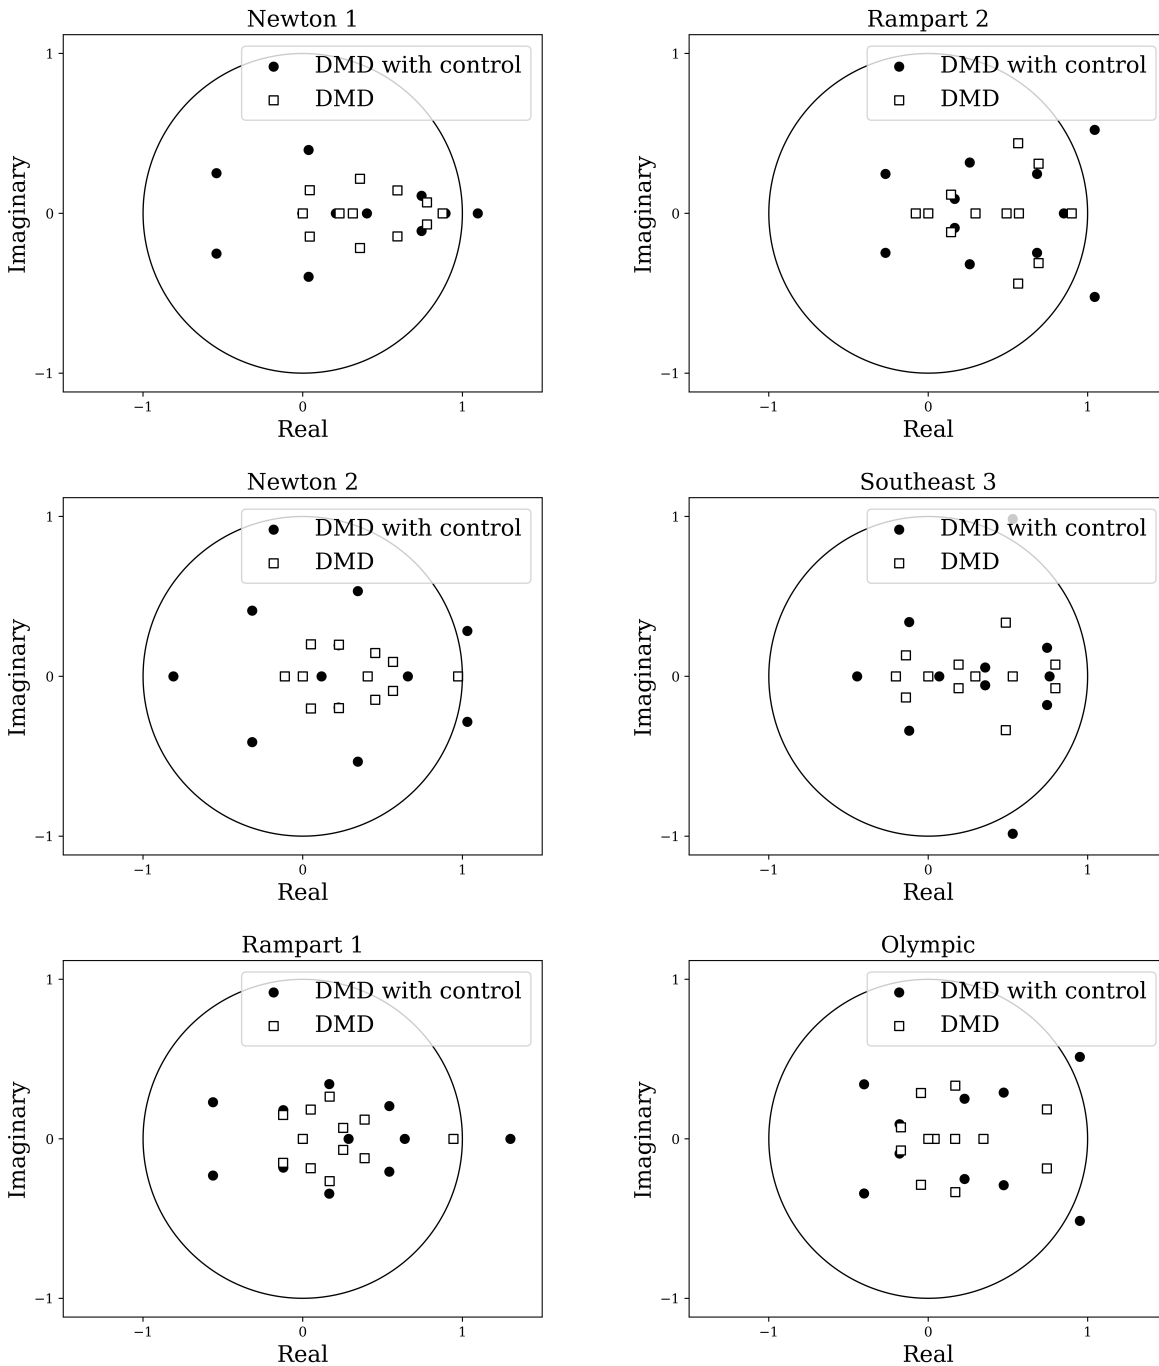 Newton 1
DMD with control
DMD
1
0
−1
Imaginary
−1
0
1
Real
Rampart 2
DMD with control
DMD
1
0
−1
Imaginary
−1
0
1
Real
Newton 2
DMD with control
DMD
1
0
−1
Imaginary
−1
0
1
Real
Southeast 3
DMD with control
DMD
1
0
−1
Imaginary
−1
0
1
Real
Rampart 1
DMD with control
DMD
1
0
−1
Imaginary
−1
0
1
Real
Olympic
DMD with control
DMD
1
0
−1
Imaginary
−1
0
1
Real